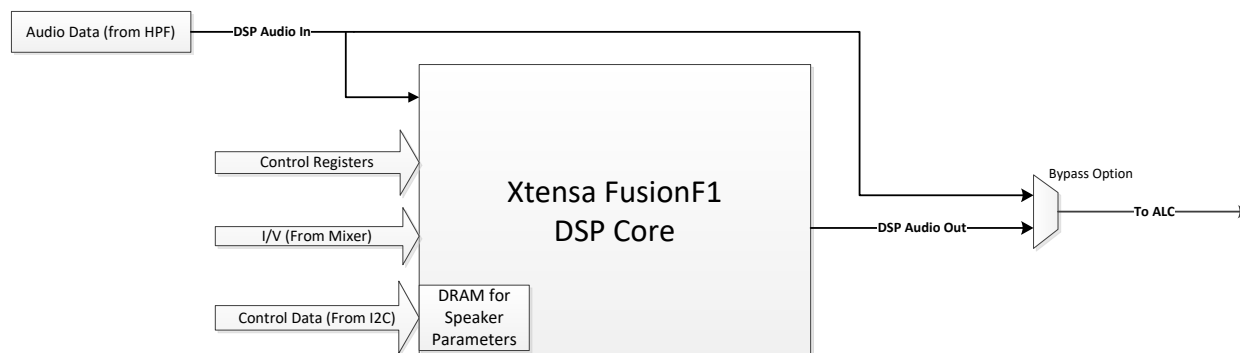 Audio Data (from HPF)
DSP Audio In
Control Registers
Xtensa FusionF1
DSP Core
Bypass Option
To ALC
I/V (From Mixer)
DSP Audio Out
Control Data (From I2C)
DRAM for
Speaker
Parameters